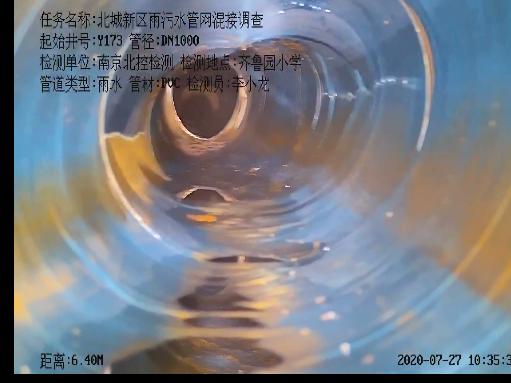 任务名称:北城新区雨污水管网混接调查
起始井号:Y173 管径:DN1000
检测单位:南京北控检测 检测地点:齐鲁园小学
管道类型:雨水 管材:PVC 检测员:李小龙
距离:6.40M
2020-07-27 10:35:3